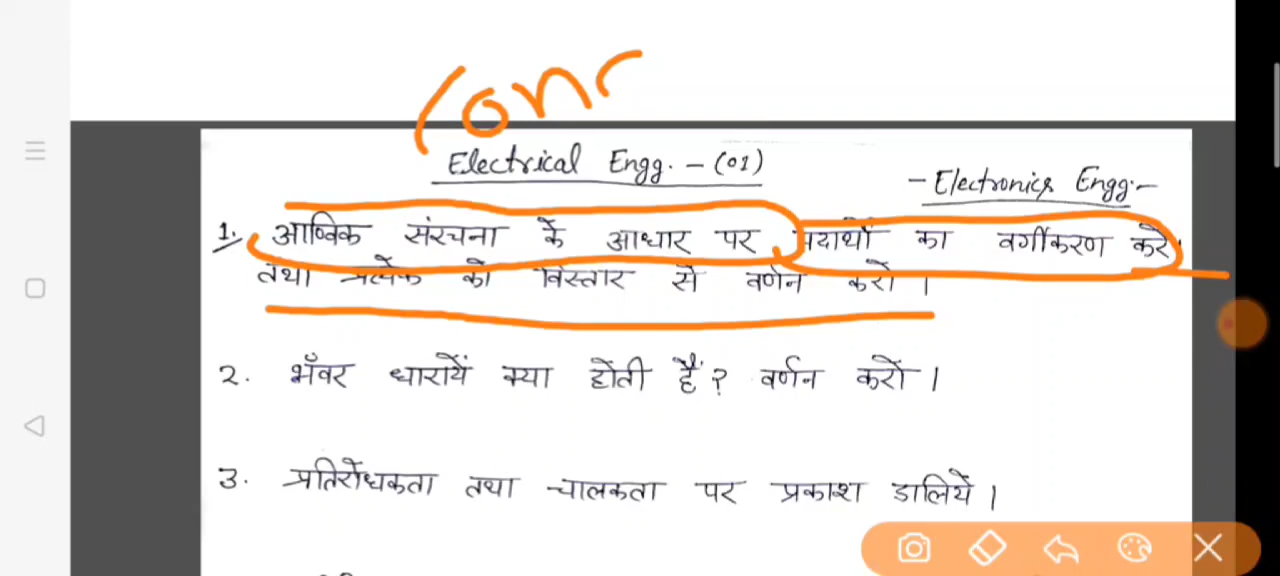 Electrical Engg. - (01)
- Electronics Engg.-
1. आण्विक संरचना के आधार पर पदार्थों का वर्गीकरण करे
तथा प्रत्येक को विस्तार से वर्णन करो।
2. भँवर धारायें क्या होती हैं? वर्णन करों।
3. प्रतिरोधकता तथा चालकता पर प्रकाश डालिये।